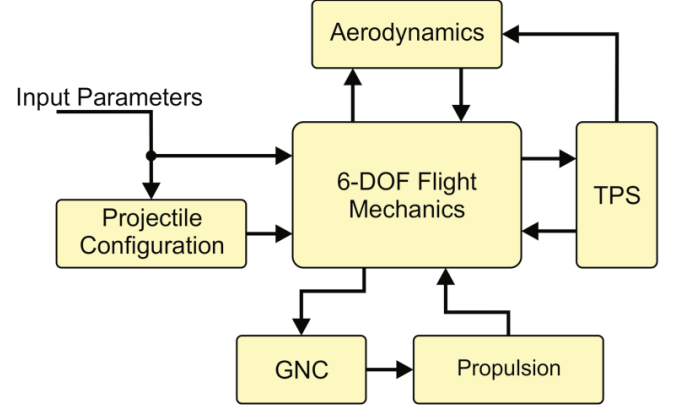 Aerodynamics
Input Parameters
6-DOF Flight
Mechanics
TPS
Projectile
Configuration
GNC
Propulsion